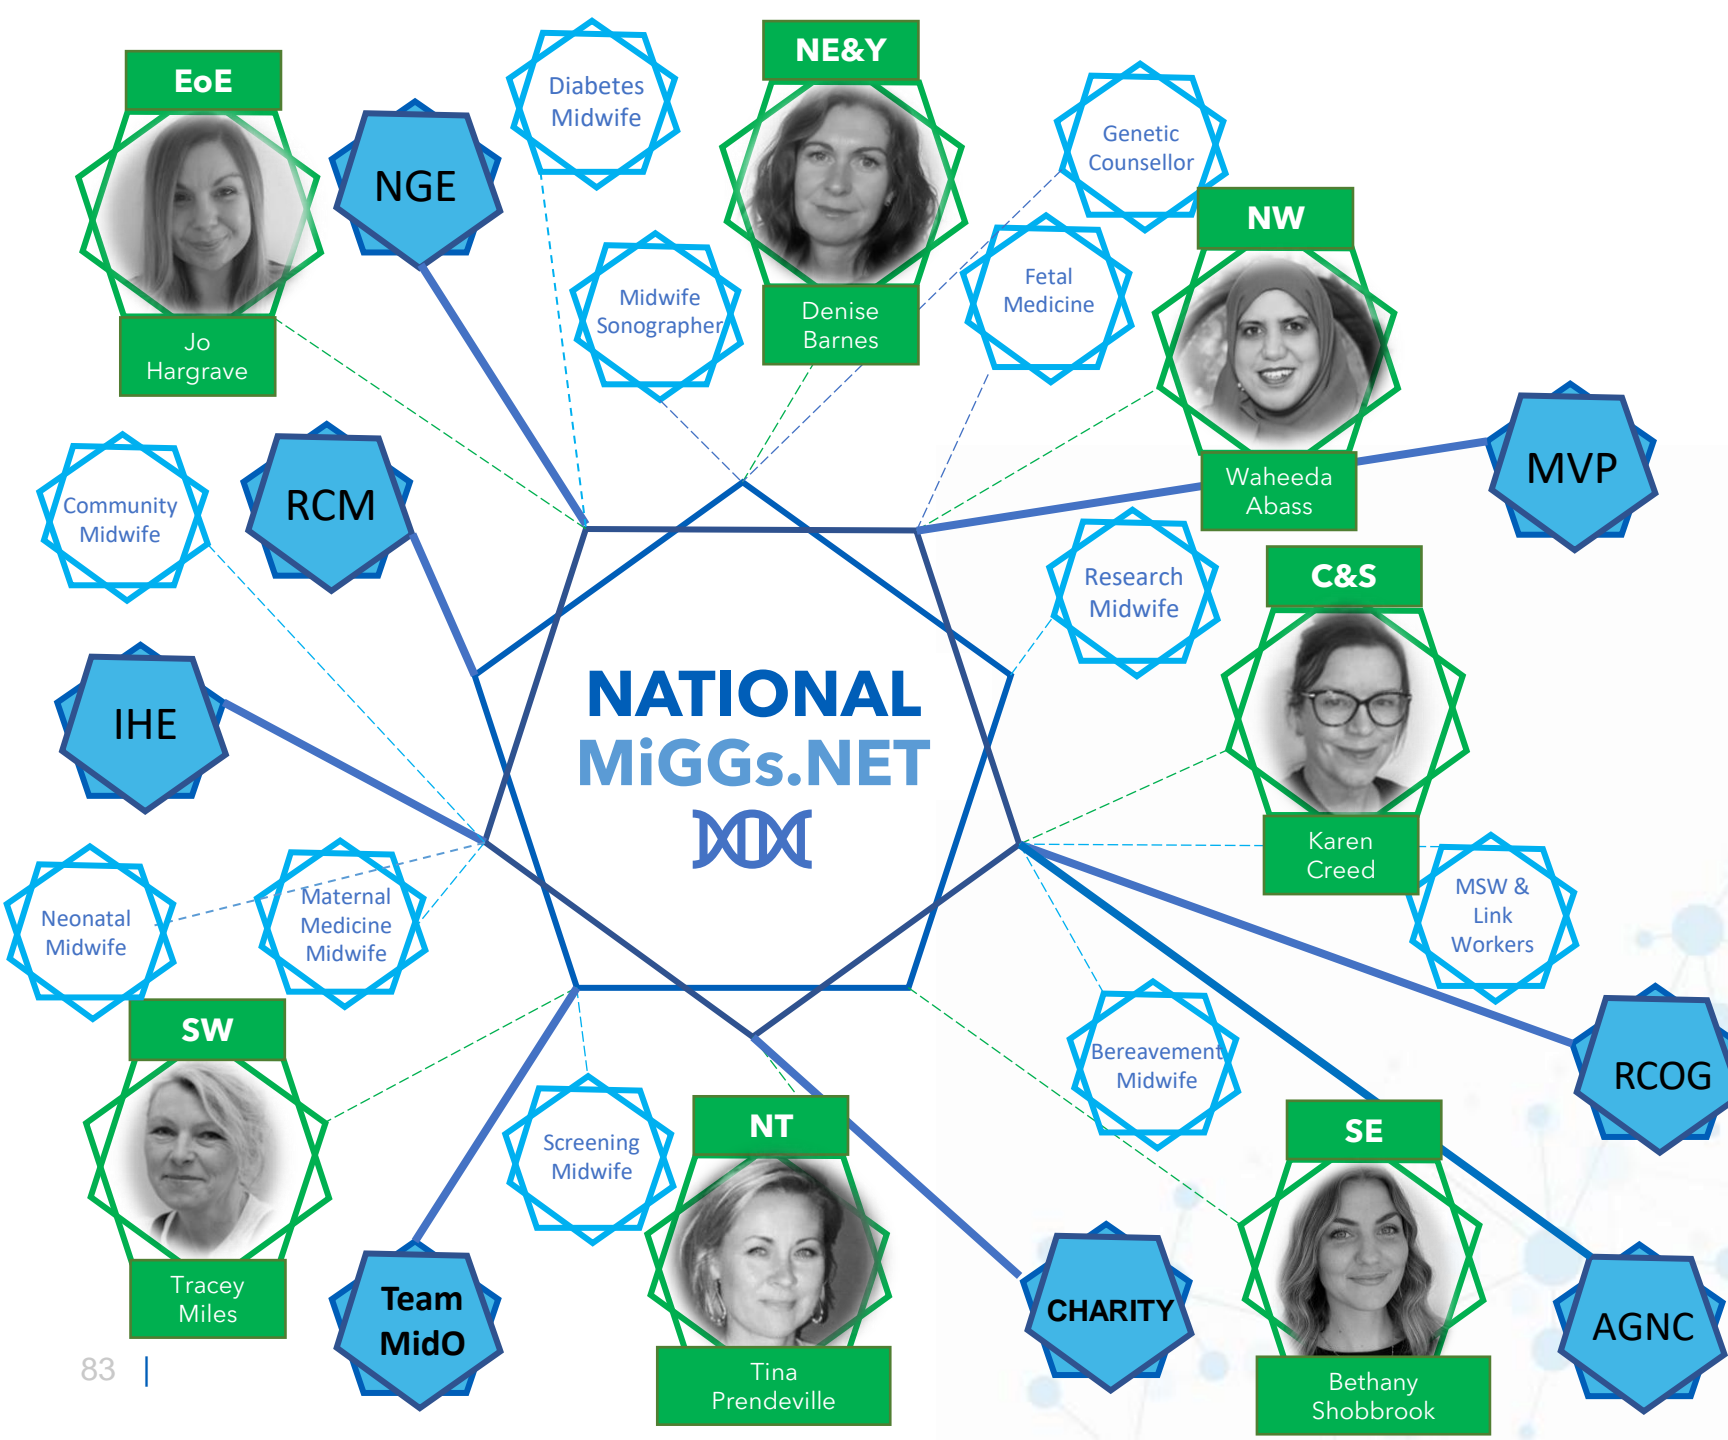 EoE
Jo
Hargrave
NGE
Diabetes
Midwife
NE&Y
Denise
Barnes
Midwife
Sonographer
Genetic
Counsellor
Fetal
Medicine
NW
Waheeda
Abass
MVP
RCM
Community
Midwife
IHE
Research
Midwife
C&S
Karen
Creed
NATIONAL
MiGGs.NET
Neonatal
Midwife
Maternal
Medicine
Midwife
MSW &
Link
Workers
RCOG
Bereavement
Midwife
SW
Tracey
Miles
Screening
Midwife
Team
MidO
NT
Tina
Prendeville
CHARITY
SE
Bethany
Shobbrook
AGNC
83 |